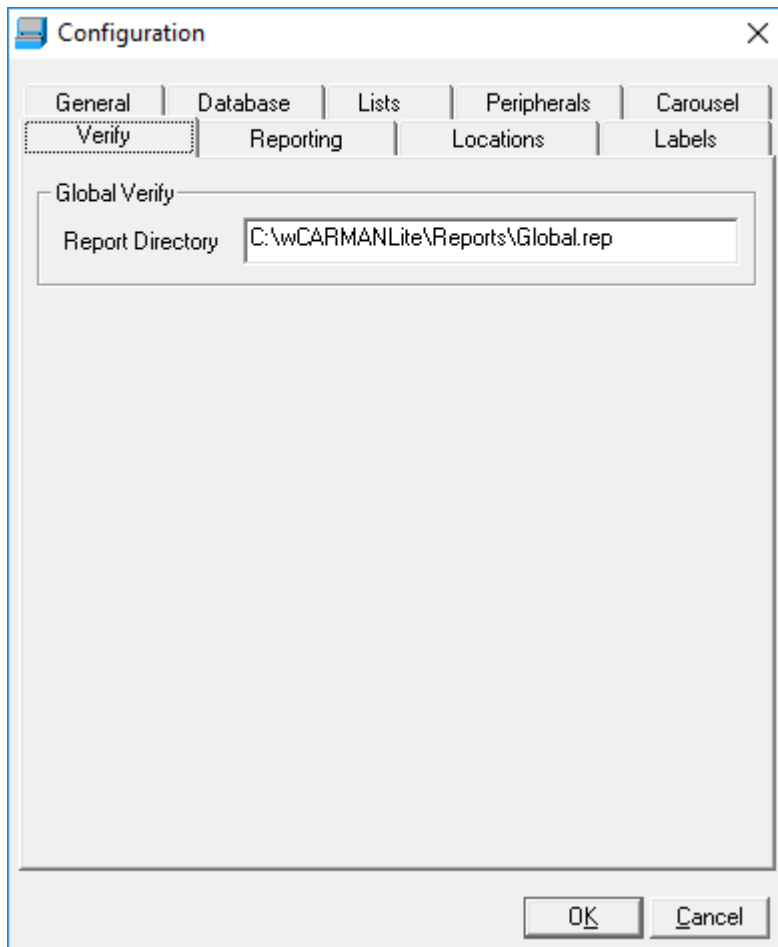 Configuration
General Database Lists Peripherals Carousel
Verify Reporting Locations Labels
Global Verify
Report Directory C:\wCARMANLite\Reports\Global.rep
OK Cancel